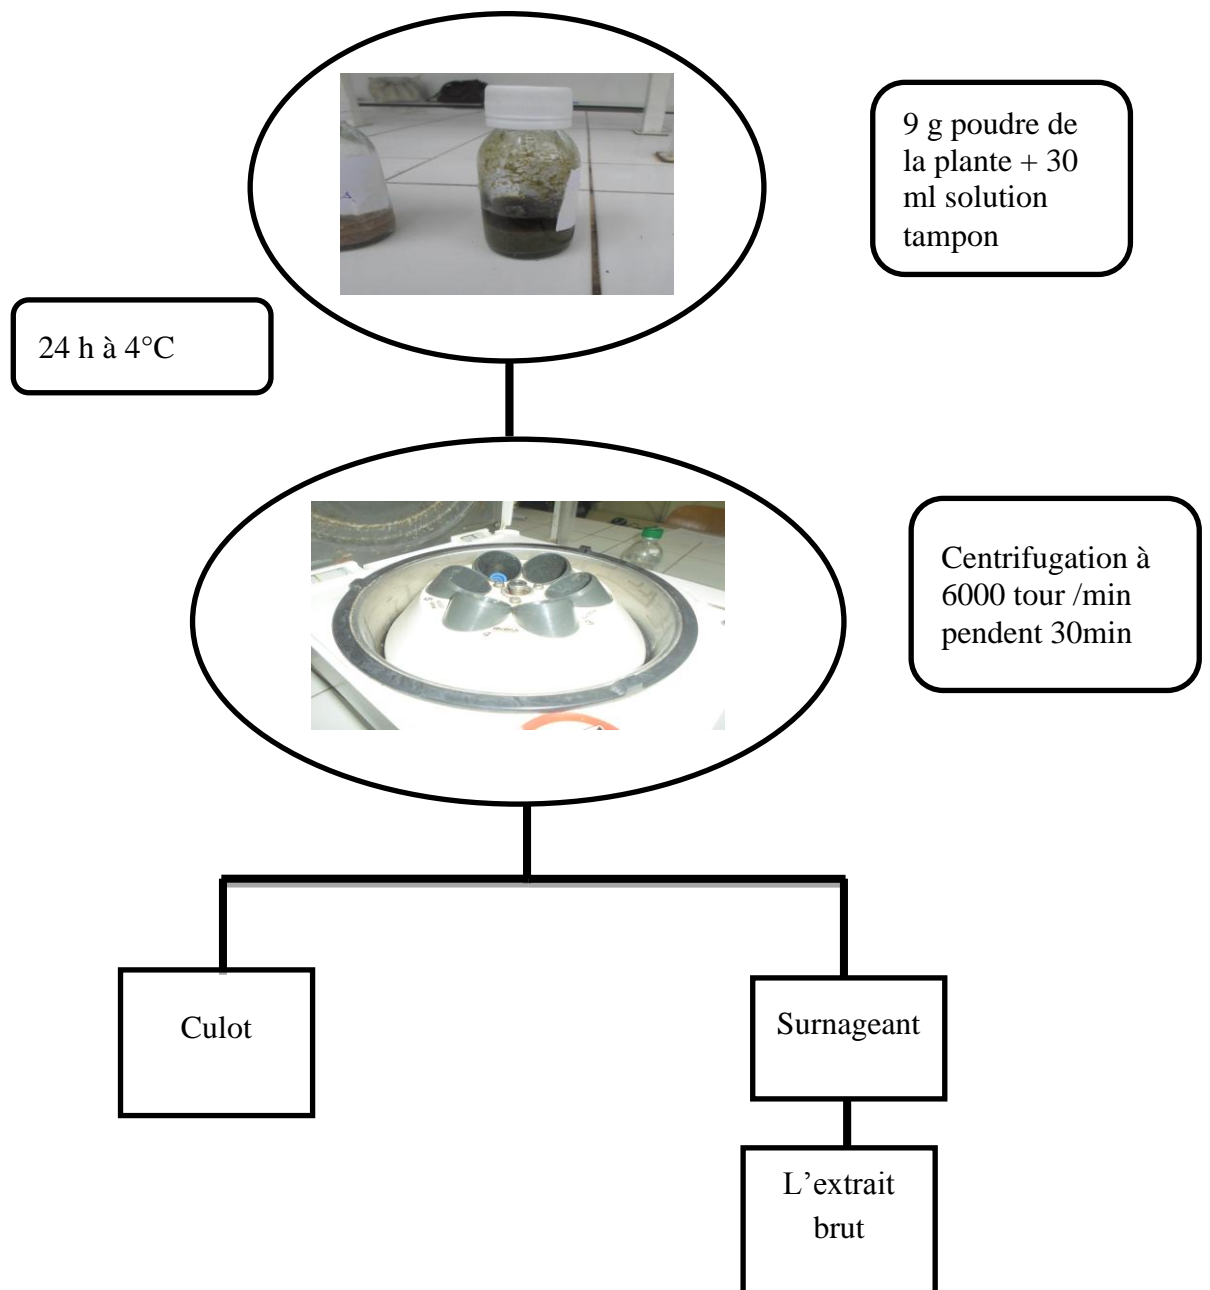 9 g poudre de
la plante + 30
ml solution
tampon
24 h à 4°C
Centrifugation à
6000 tour /min
pendent 30min
Culot
Surnageant
L’extrait
brut